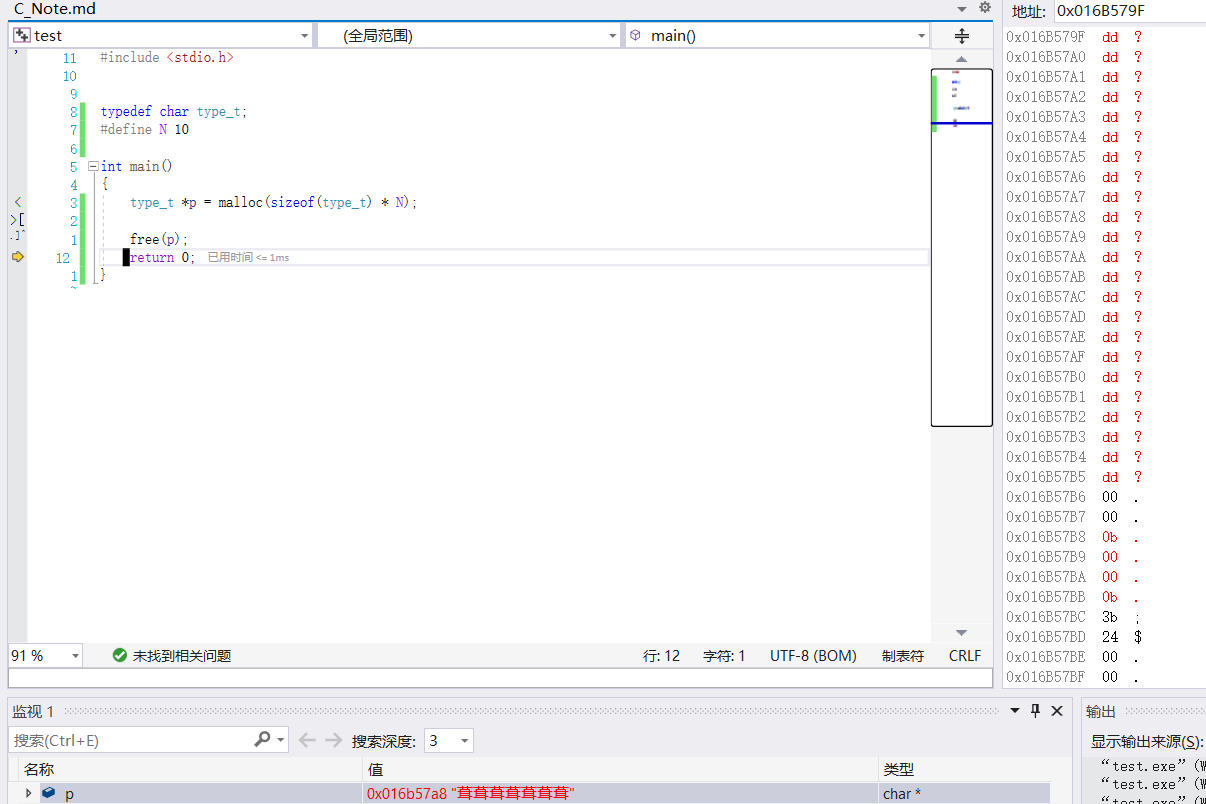 C_Note.md
test
(全局范围)
main()
11 #include <stdio.h>
10
9
8 typedef char type_t;
7 #define N 10
6
5 int main()
4 {
3 type_t *p = malloc(sizeof(type_t) * N);
2
1 free(p);
12 return 0; 已用时间 <= 1ms
1 }
~
91 %
未找到相关问题
行: 12
字符: 1
UTF-8 (BOM)
制表符
CRLF
地址: 0x016B579F
0x016B579F dd ?
0x016B57A0 dd ?
0x016B57A1 dd ?
0x016B57A2 dd ?
0x016B57A3 dd ?
0x016B57A4 dd ?
0x016B57A5 dd ?
0x016B57A6 dd ?
0x016B57A7 dd ?
0x016B57A8 dd ?
0x016B57A9 dd ?
0x016B57AA dd ?
0x016B57AB dd ?
0x016B57AC dd ?
0x016B57AD dd ?
0x016B57AE dd ?
0x016B57AF dd ?
0x016B57B0 dd ?
0x016B57B1 dd ?
0x016B57B2 dd ?
0x016B57B3 dd ?
0x016B57B4 dd ?
0x016B57B5 dd ?
0x016B57B6 00 .
0x016B57B7 00 .
0x016B57B8 0b .
0x016B57B9 00 .
0x016B57BA 00 .
0x016B57BB 0b .
0x016B57BC 3b ;
0x016B57BD 24 $
0x016B57BE 00 .
0x016B57BF 00 .
监视 1
搜索(Ctrl+E)
搜索深度: 3
名称 值 类型
p 0x016b57a8 "葺葺葺葺葺葺葺" char *
输出
显示输出来源(S):
“test.exe” (W
“test.exe” (W
“test.exe” (W